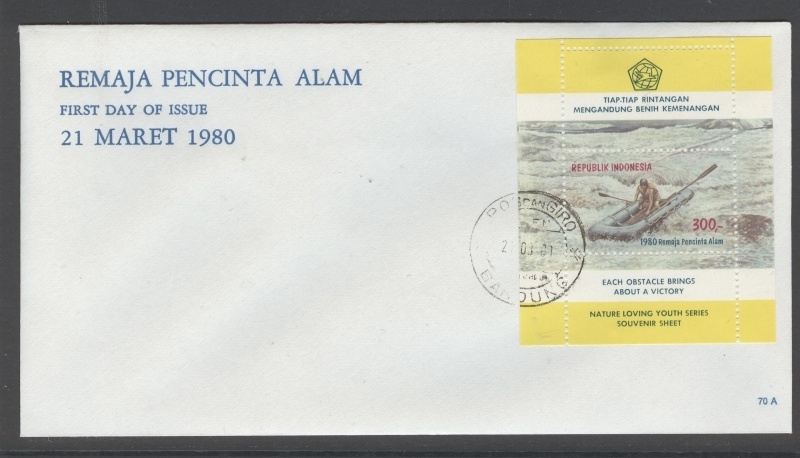 REMAJA PENCINTA ALAM
FIRST DAY OF ISSUE
21 MARET 1980
TIAP-TIAP RINTANGAN
MENGANDUNG BENIH KEMENANGAN
REPUBLIK INDONESIA
300,-
1980 Remaja Pencinta Alam
BANDUNG
EACH OBSTACLE BRINGS
ABOUT A VICTORY
NATURE LOVING YOUTH SERIES
SOUVENIR SHEET
70 A